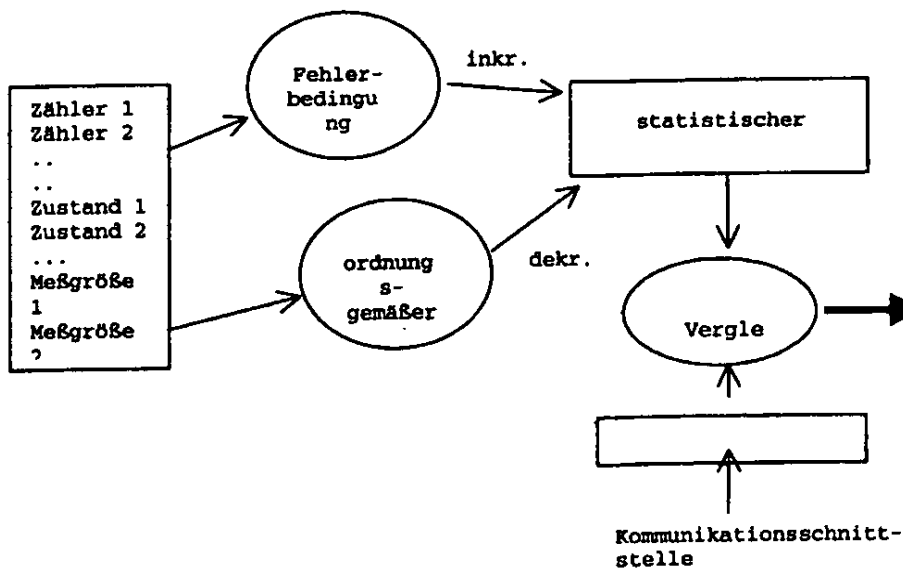 Zähler 1
Zähler 2
..
..
Zustand 1
Zustand 2
...
Meßgröße
1
Meßgröße
2
Fehler-
bedingu
ng
inkr.
statistischer
ordnung
s-
gemäßer
dekr.
Vergle
Kommunikationsschnitt-
stelle